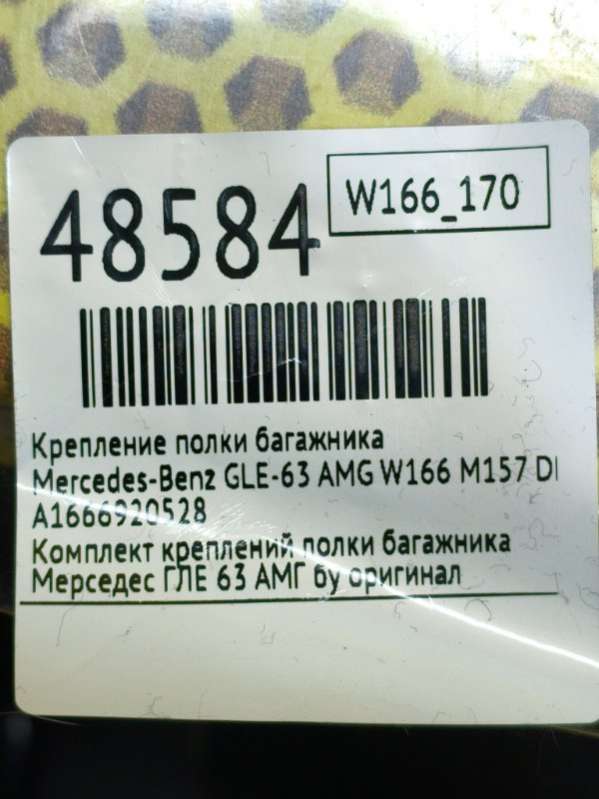 48584
W166_170
Крепление полки багажника
Mercedes-Benz GLE-63 AMG W166 M157 DI
A1666920528
Комплект креплений полки багажника
Мерседес ГЛЕ 63 АМГ бу оригинал